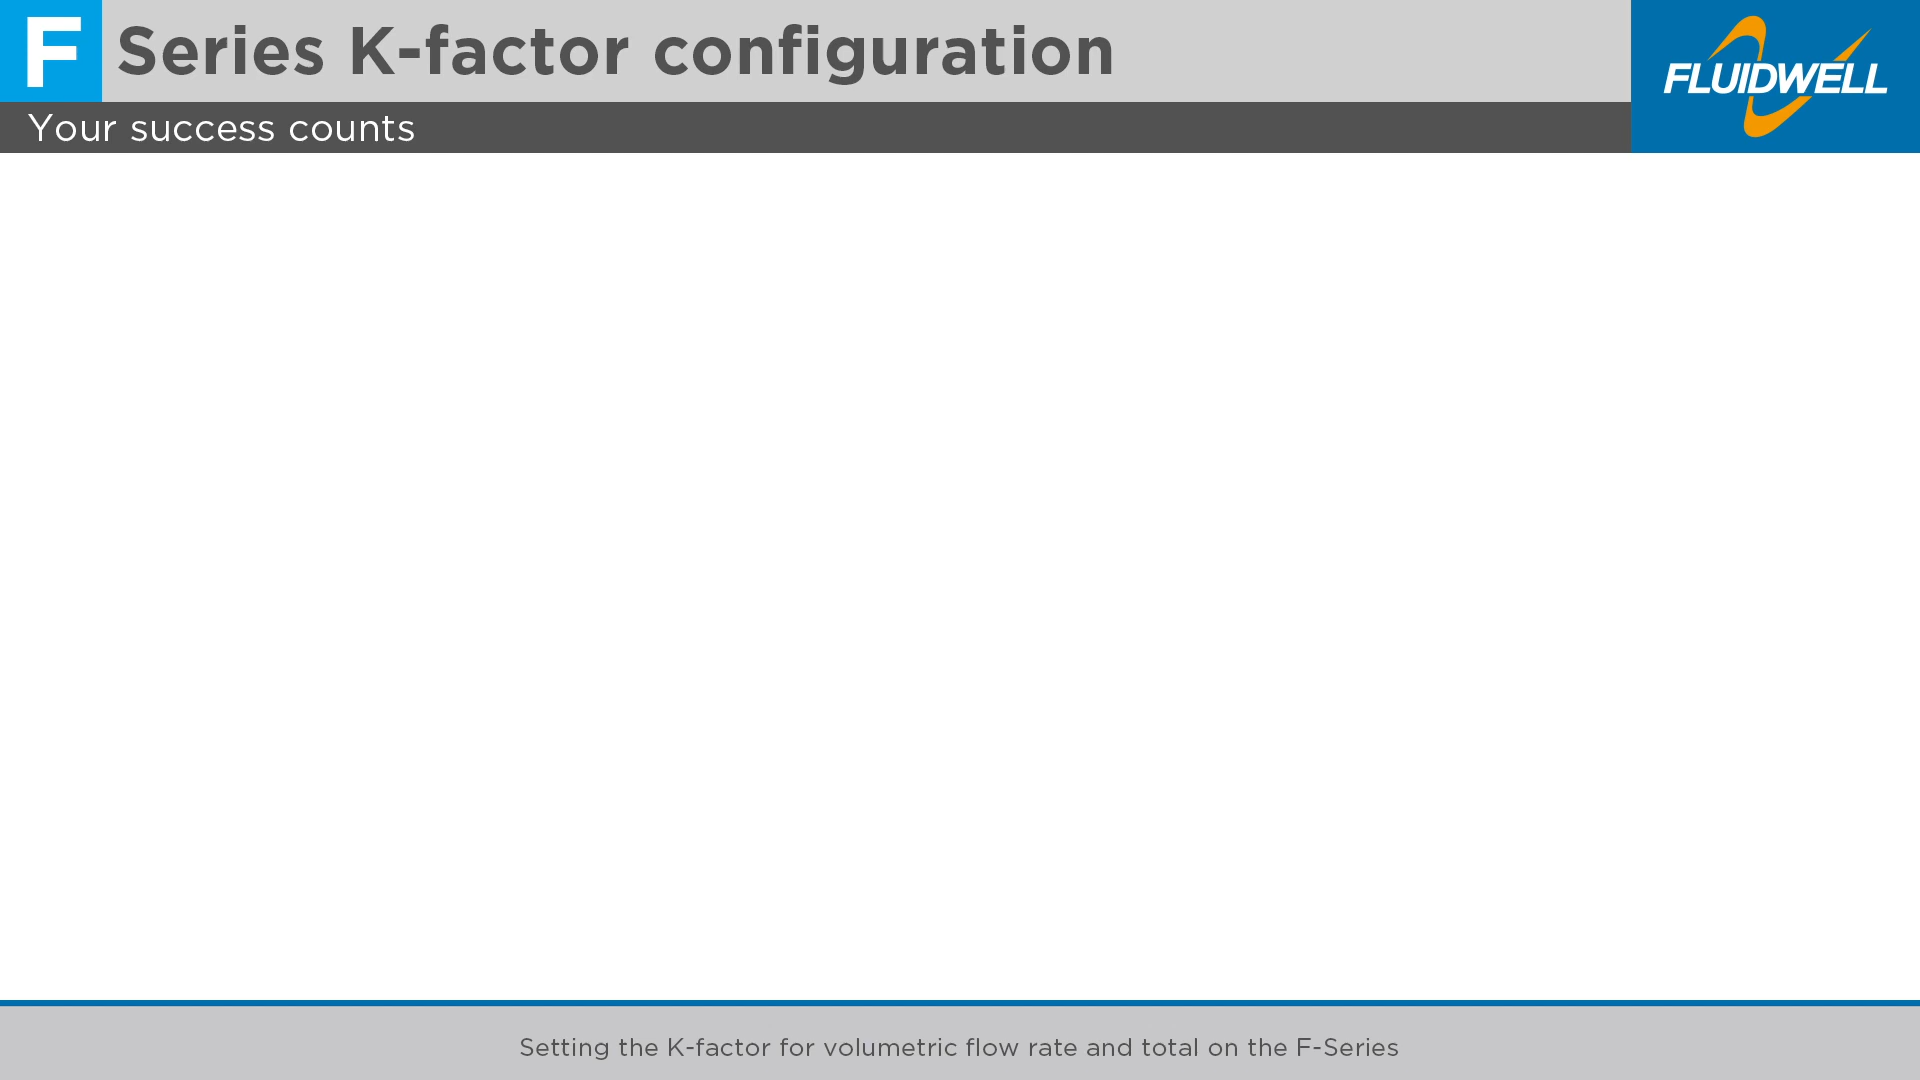 F Series K-factor configuration
FLUIDWELL
Your success counts
Setting the K-factor for volumetric flow rate and total on the F-Series